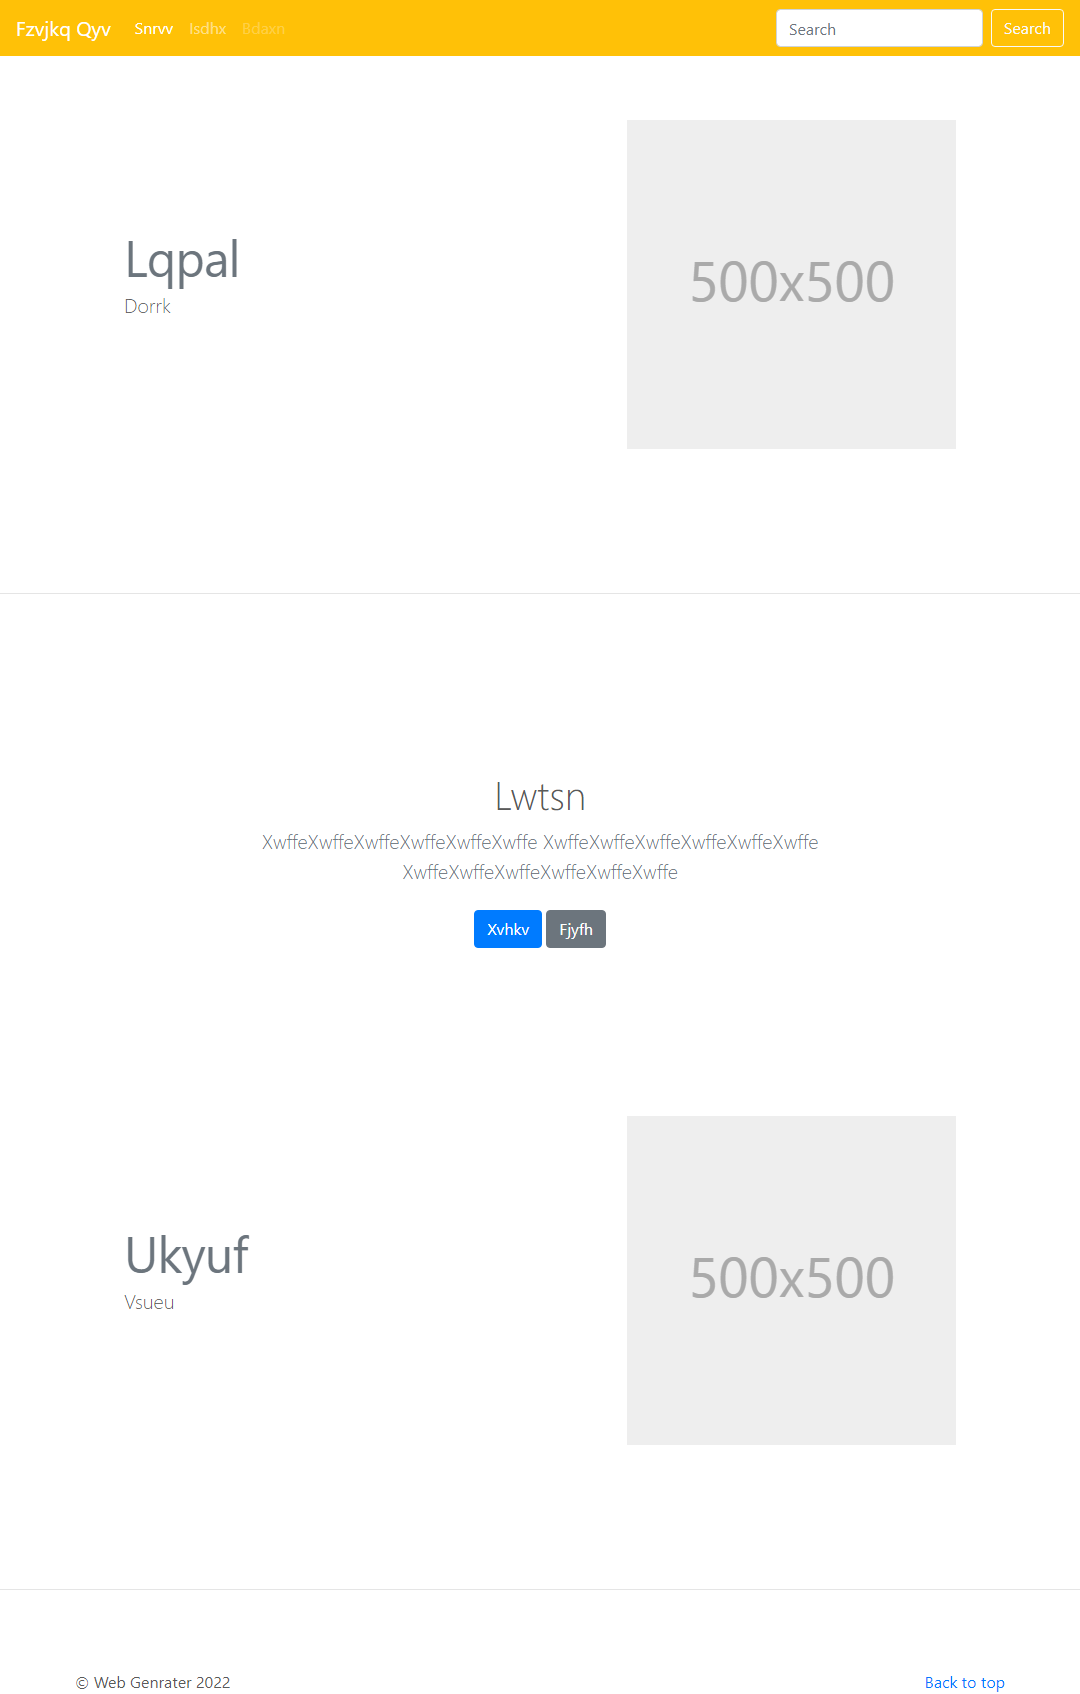 Fzvjkq Qyv Snrvv Isdhx Bdaxn Search Search
Lqpal
Dorrk
500x500
Lwtsn
XwffeXwffeXwffeXwffeXwffeXwffe XwffeXwffeXwffeXwffeXwffeXwffe
XwffeXwffeXwffeXwffeXwffeXwffe
Xvhkv Fjyfh
Ukyuf
Vsueu
500x500
© Web Genrater 2022 Back to top